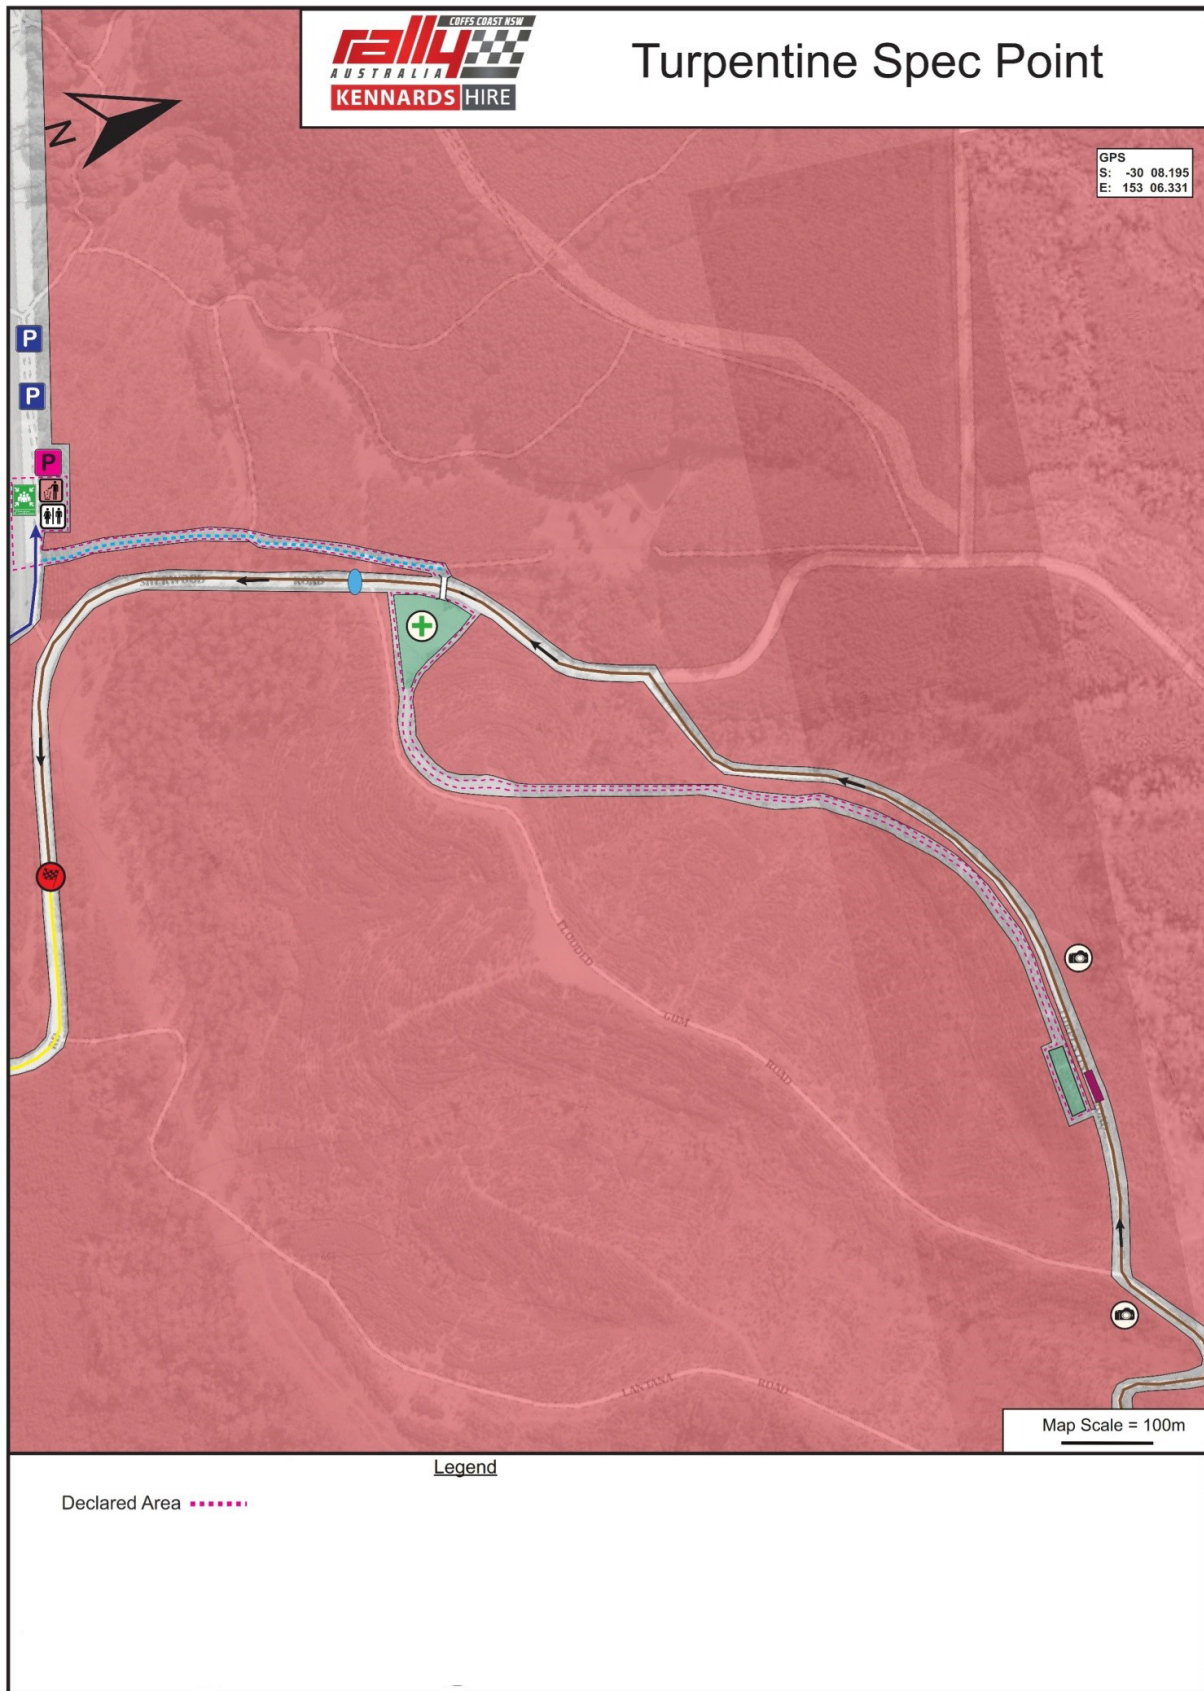 COFFS COAST NSW
rally
AUSTRALIA
KENNARDS HIRE
Turpentine Spec Point
N
GPS
S: -30 08.195
E: 153 06.331
P
P
P
SHERWOOD ROAD
PLOUGHED
GUM
ROAD
LANTANA ROAD
Map Scale = 100m
Legend
Declared Area